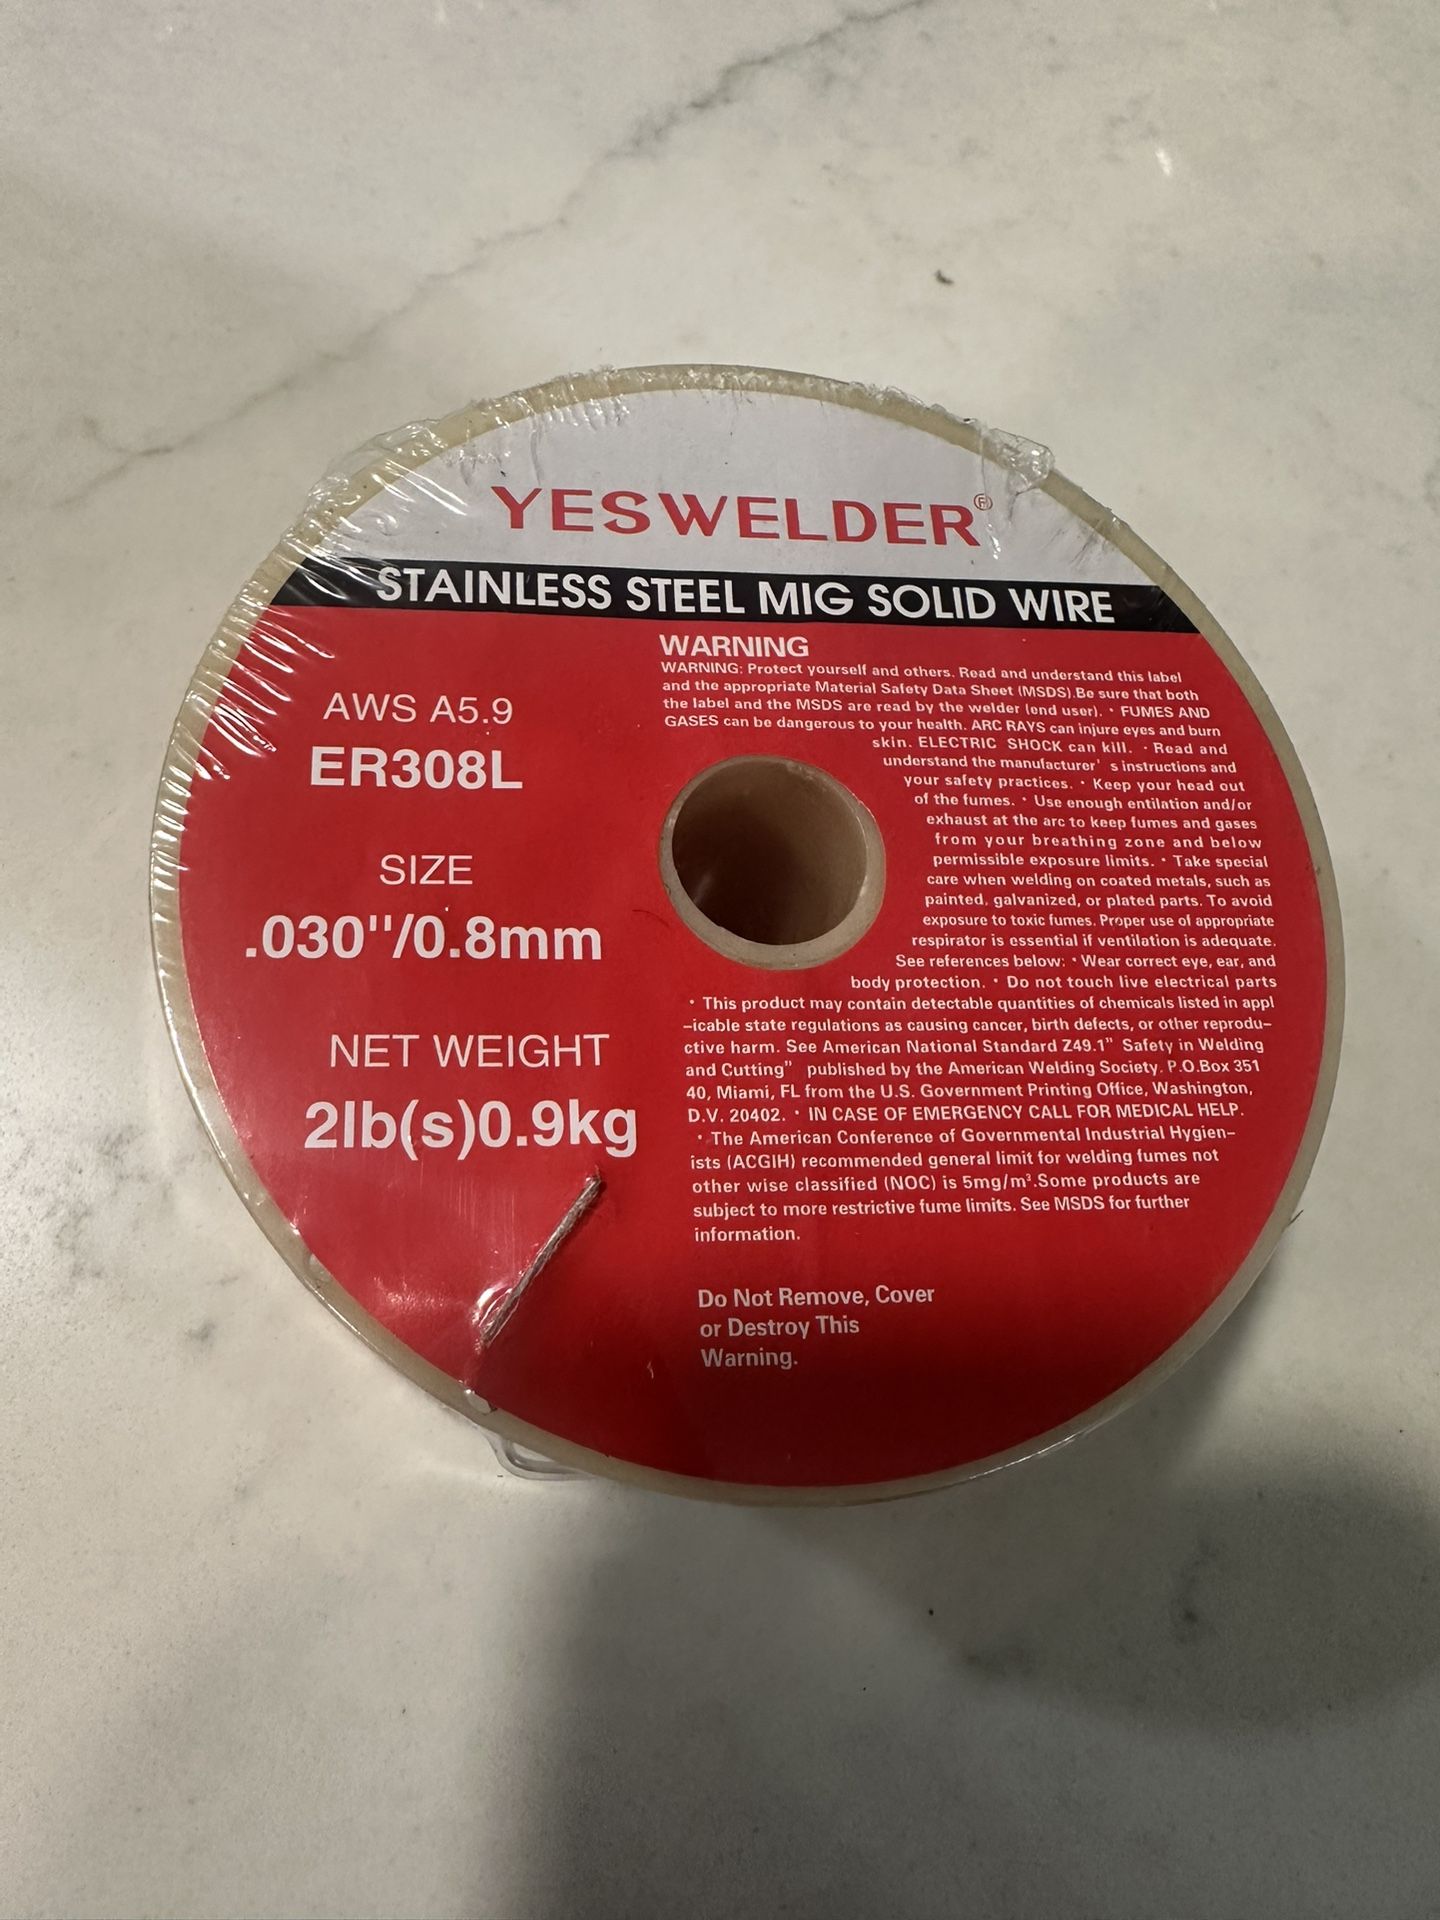 YESWELDER®
STAINLESS STEEL MIG SOLID WIRE
AWS A5.9
ER308L
SIZE
.030"/0.8mm
NET WEIGHT
2lb(s)0.9kg
WARNING
WARNING: Protect yourself and others. Read and understand this label
and the appropriate Material Safety Data Sheet (MSDS).Be sure that both
the label and the MSDS are read by the welder (end user). • FUMES AND
GASES can be dangerous to your health. ARC RAYS can injure eyes and burn
skin. ELECTRIC SHOCK can kill. • Read and
understand the manufacturer' s instructions and
your safety practices. • Keep your head out
of the fumes. • Use enough entilation and/or
exhaust at the arc to keep fumes and gases
from your breathing zone and below
permissible exposure limits. • Take special
care when welding on coated metals, such as
painted, galvanized, or plated parts. To avoid
exposure to toxic fumes. Proper use of appropriate
respirator is essential if ventilation is adequate.
See references below: • Wear correct eye, ear, and
body protection. • Do not touch live electrical parts
• This product may contain detectable quantities of chemicals listed in appl
-icable state regulations as causing cancer, birth defects, or other reprodu-
ctive harm. See American National Standard Z49.1" Safety in Welding
and Cutting" published by the American Welding Society. P.O.Box 351
40, Miami, FL from the U.S. Government Printing Office, Washington,
D.V. 20402. • IN CASE OF EMERGENCY CALL FOR MEDICAL HELP.
• The American Conference of Governmental Industrial Hygien-
ists (ACGIH) recommended general limit for welding fumes not
other wise classified (NOC) is 5mg/m³.Some products are
subject to more restrictive fume limits. See MSDS for further
information.
Do Not Remove, Cover
or Destroy This
Warning.